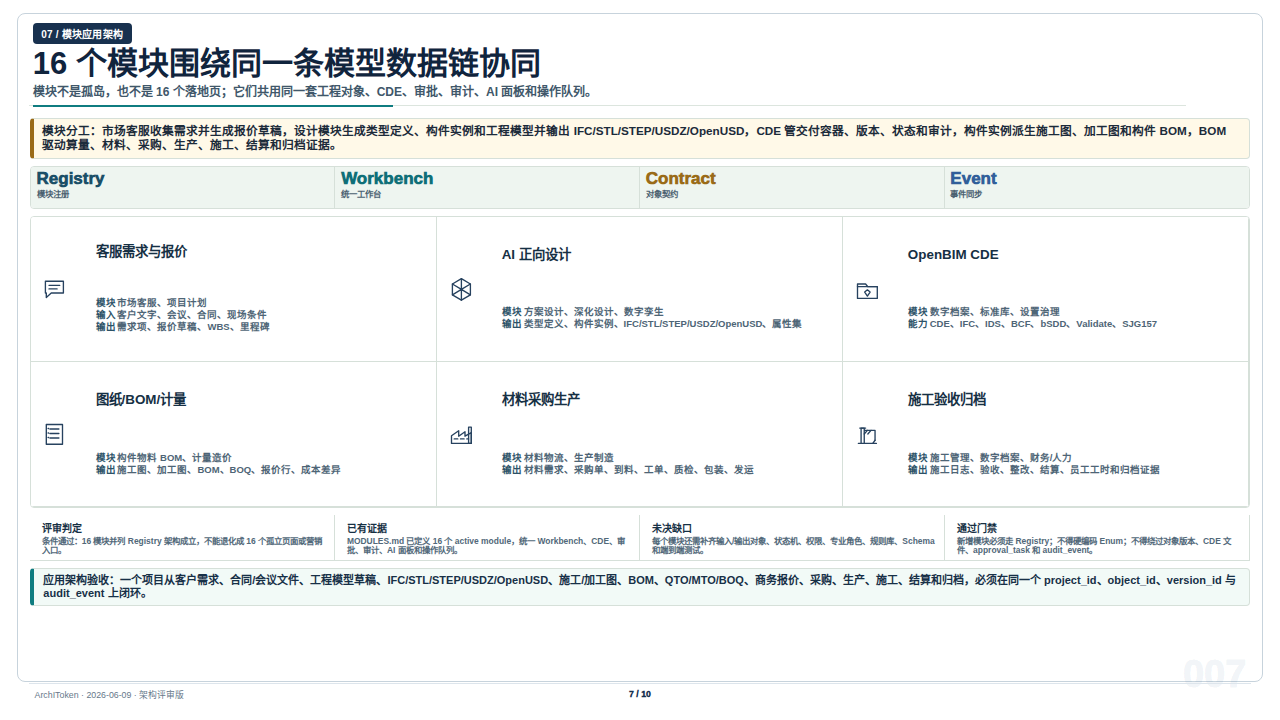 07 / 模块应用架构
16 个模块围绕同一条模型数据链协同
模块不是孤岛，也不是 16 个落地页；它们共用同一套工程对象、CDE、审批、审计、AI 面板和操作队列。
模块分工：市场客服收集需求并生成报价草稿，设计模块生成类型定义、构件实例和工程模型并输出 IFC/STL/STEP/USDZ/OpenUSD，CDE 管交付容器、版本、状态和审计，构件实例派生施工图、加工图和构件 BOM，BOM
驱动算量、材料、采购、生产、施工、结算和归档证据。
Registry
模块注册
Workbench
统一工作台
Contract
对象契约
Event
事件同步
客服需求与报价
模块 市场客服、项目计划
输入 客户文字、会议、合同、现场条件
输出 需求项、报价草稿、WBS、里程碑
AI 正向设计
模块 方案设计、深化设计、数字孪生
输出 类型定义、构件实例、IFC/STL/STEP/USDZ/OpenUSD、属性集
OpenBIM CDE
模块 数字档案、标准库、设置治理
能力 CDE、IFC、IDS、BCF、bSDD、Validate、SJG157
图纸/BOM/计量
模块 构件物料 BOM、计量造价
输出 施工图、加工图、BOM、BOQ、报价行、成本差异
材料采购生产
模块 材料物流、生产制造
输出 材料需求、采购单、到料、工单、质检、包装、发运
施工验收归档
模块 施工管理、数字档案、财务/人力
输出 施工日志、验收、整改、结算、员工工时和归档证据
评审判定
条件通过：16 模块并列 Registry 架构成立，不能退化成 16 个孤立页面或营销
入口。
已有证据
MODULES.md 已定义 16 个 active module，统一 Workbench、CDE、审
批、审计、AI 面板和操作队列。
未决缺口
每个模块还需补齐输入/输出对象、状态机、权限、专业角色、规则库、Schema
和端到端测试。
通过门禁
新增模块必须走 Registry；不得硬编码 Enum；不得绕过对象版本、CDE 文
件、approval_task 和 audit_event。
应用架构验收：一个项目从客户需求、合同/会议文件、工程模型草稿、IFC/STL/STEP/USDZ/OpenUSD、施工/加工图、BOM、QTO/MTO/BOQ、商务报价、采购、生产、施工、结算和归档，必须在同一个 project_id、object_id、version_id 与
audit_event 上闭环。
007
ArchIToken · 2026-06-09 · 架构评审版
7 / 10